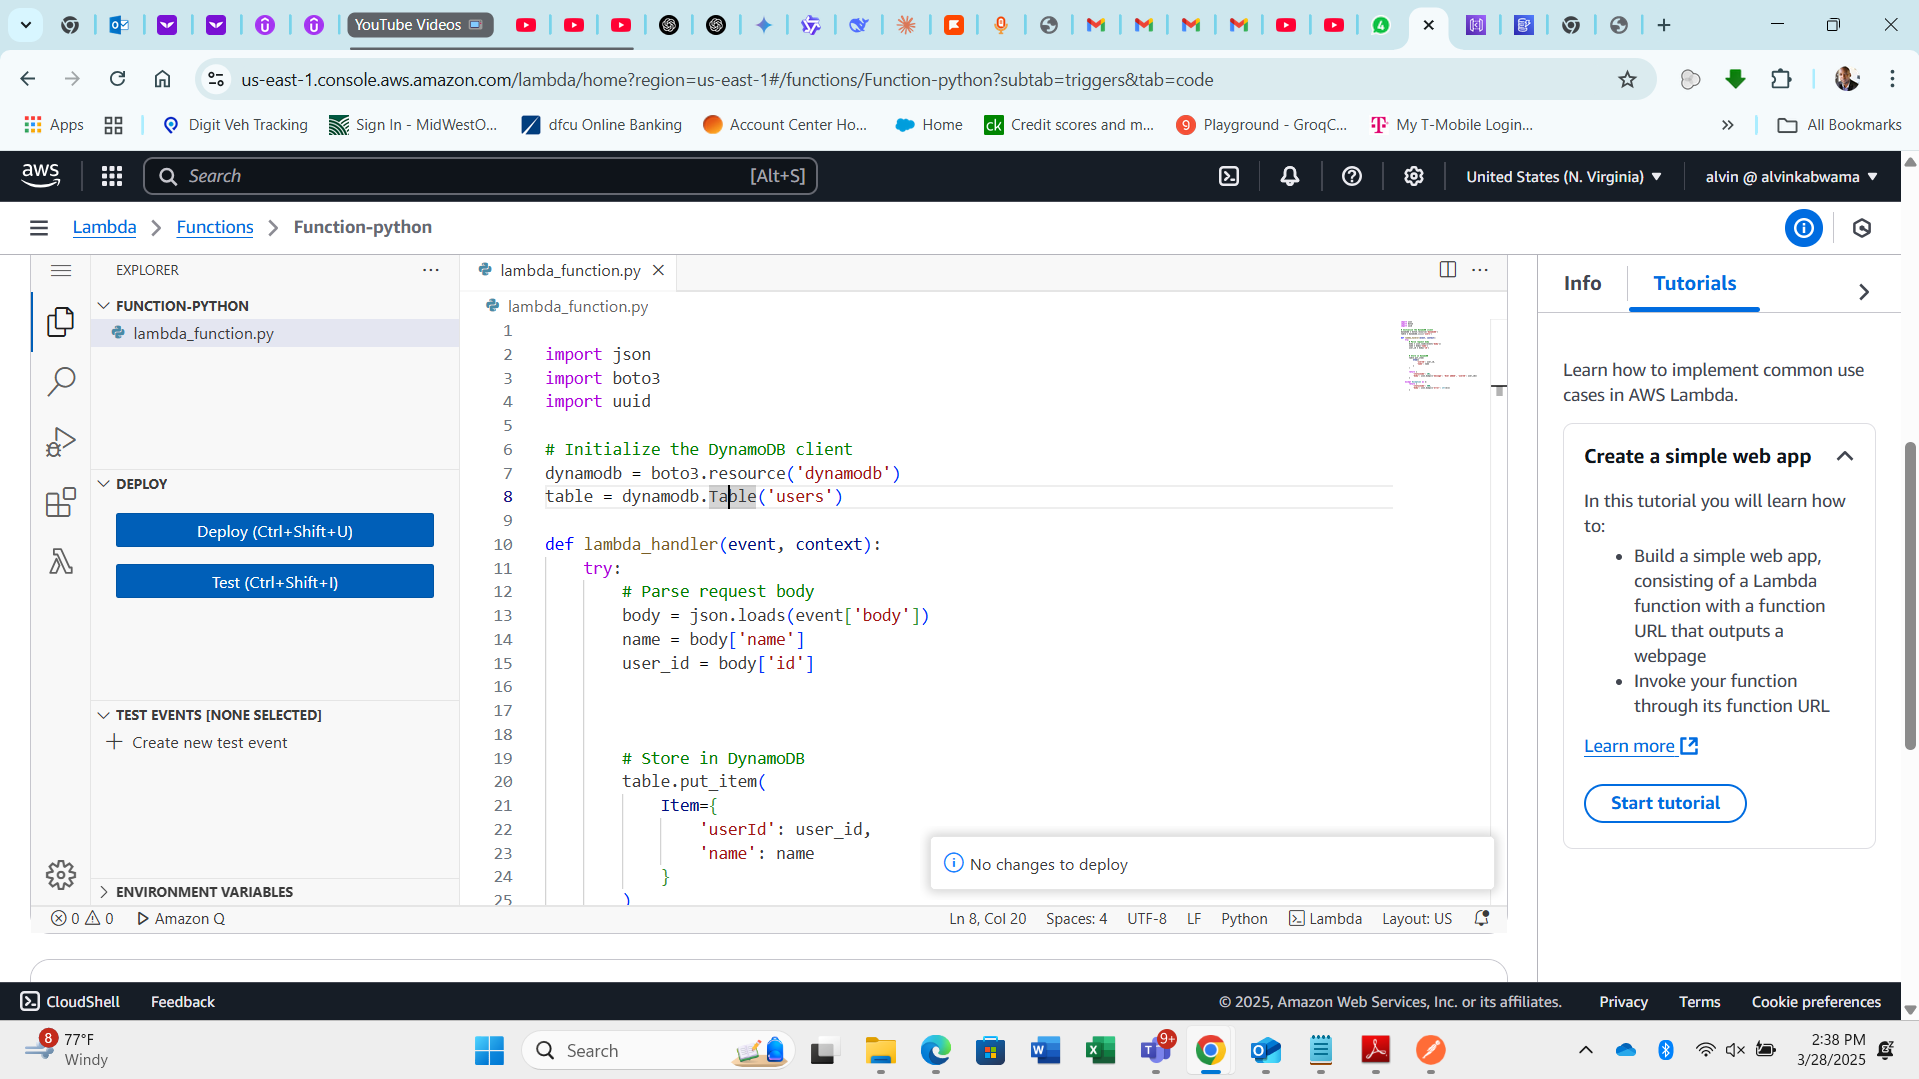 YouTube Videos
us-east-1.console.aws.amazon.com/lambda/home?region=us-east-1#/functions/Function-python?subtab=triggers&tab=code
Apps
Digit Veh Tracking
Sign In - MidWestO...
dfcu Online Banking
Account Center Ho...
Home
ck Credit scores and m...
9 Playground - GroqC...
My T-Mobile Login...
All Bookmarks
aws
Search
[Alt+S]
United States (N. Virginia)
alvin @ alvinkabwama
Lambda
Functions
Function-python
EXPLORER
FUNCTION-PYTHON
lambda_function.py
DEPLOY
Deploy (Ctrl+Shift+U)
Test (Ctrl+Shift+I)
TEST EVENTS [NONE SELECTED]
Create new test event
ENVIRONMENT VARIABLES
lambda_function.py
lambda_function.py
1
2 import json
3 import boto3
4 import uuid
5
6 # Initialize the DynamoDB client
7 dynamodb = boto3.resource('dynamodb')
8 table = dynamodb.Table('users')
9
10 def lambda_handler(event, context):
11 try:
12 # Parse request body
13 body = json.loads(event['body'])
14 name = body['name']
15 user_id = body['id']
16
17
18
19 # Store in DynamoDB
20 table.put_item(
21 Item={
22 'userId': user_id,
23 'name': name
24 }
25 )
No changes to deploy
0 0 Amazon Q
Ln 8, Col 20
Spaces: 4
UTF-8
LF
Python
Lambda
Layout: US
Info
Tutorials
Learn how to implement common use
cases in AWS Lambda.
Create a simple web app
In this tutorial you will learn how
to:
• Build a simple web app,
consisting of a Lambda
function with a function
URL that outputs a
webpage
• Invoke your function
through its function URL
Learn more
Start tutorial
CloudShell
Feedback
© 2025, Amazon Web Services, Inc. or its affiliates.
Privacy
Terms
Cookie preferences
8
77°F
Windy
Search
9+
2:38 PM
3/28/2025